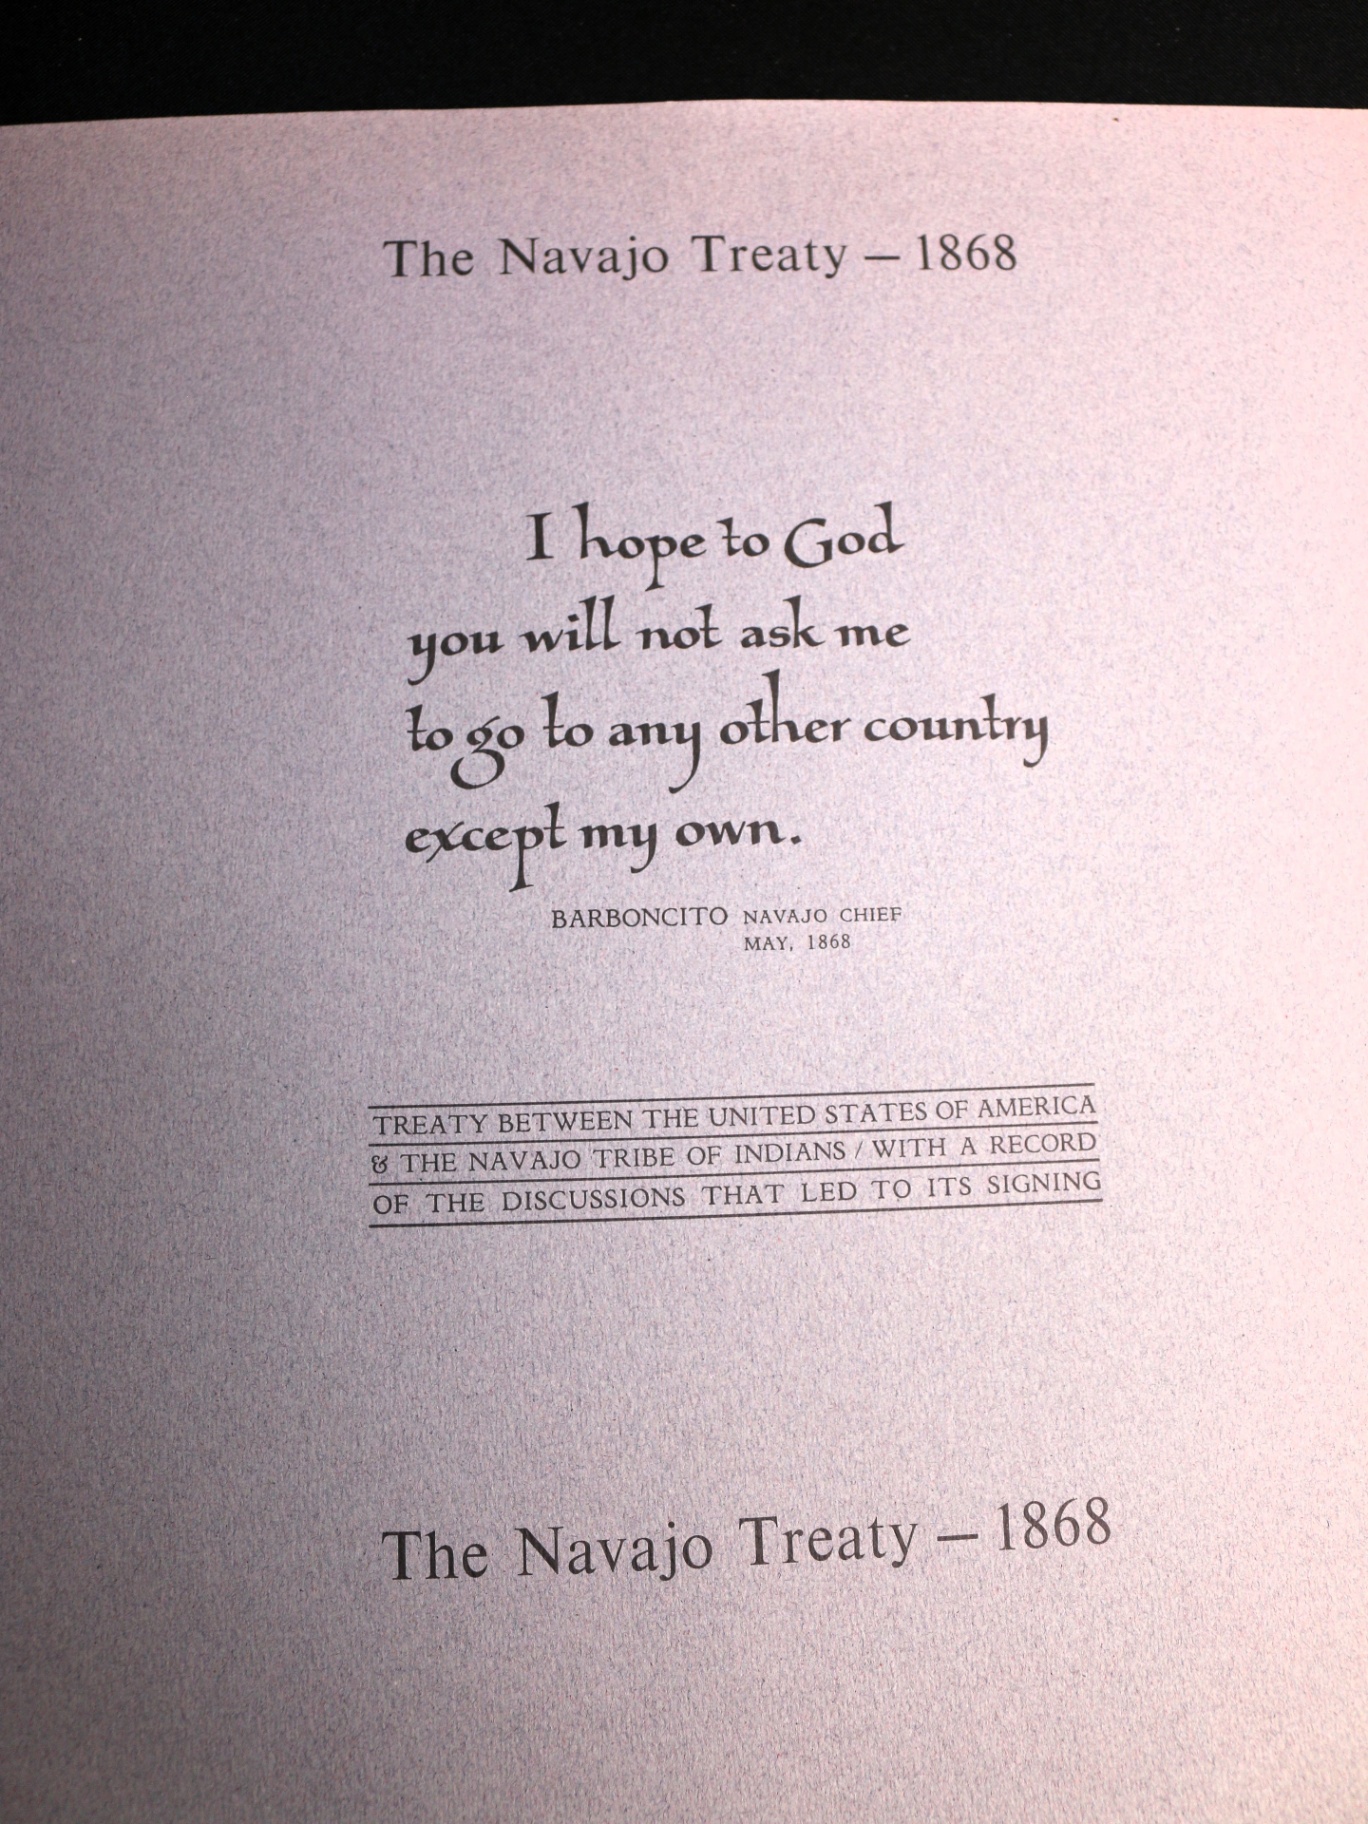 The Navajo Treaty — 1868
I hope to God
you will not ask me
to go to any other country
except my own.
BARBONCITO NAVAJO CHIEF
MAY, 1868
TREATY BETWEEN THE UNITED STATES OF AMERICA
& THE NAVAJO TRIBE OF INDIANS / WITH A RECORD
OF THE DISCUSSIONS THAT LED TO ITS SIGNING
The Navajo Treaty — 1868